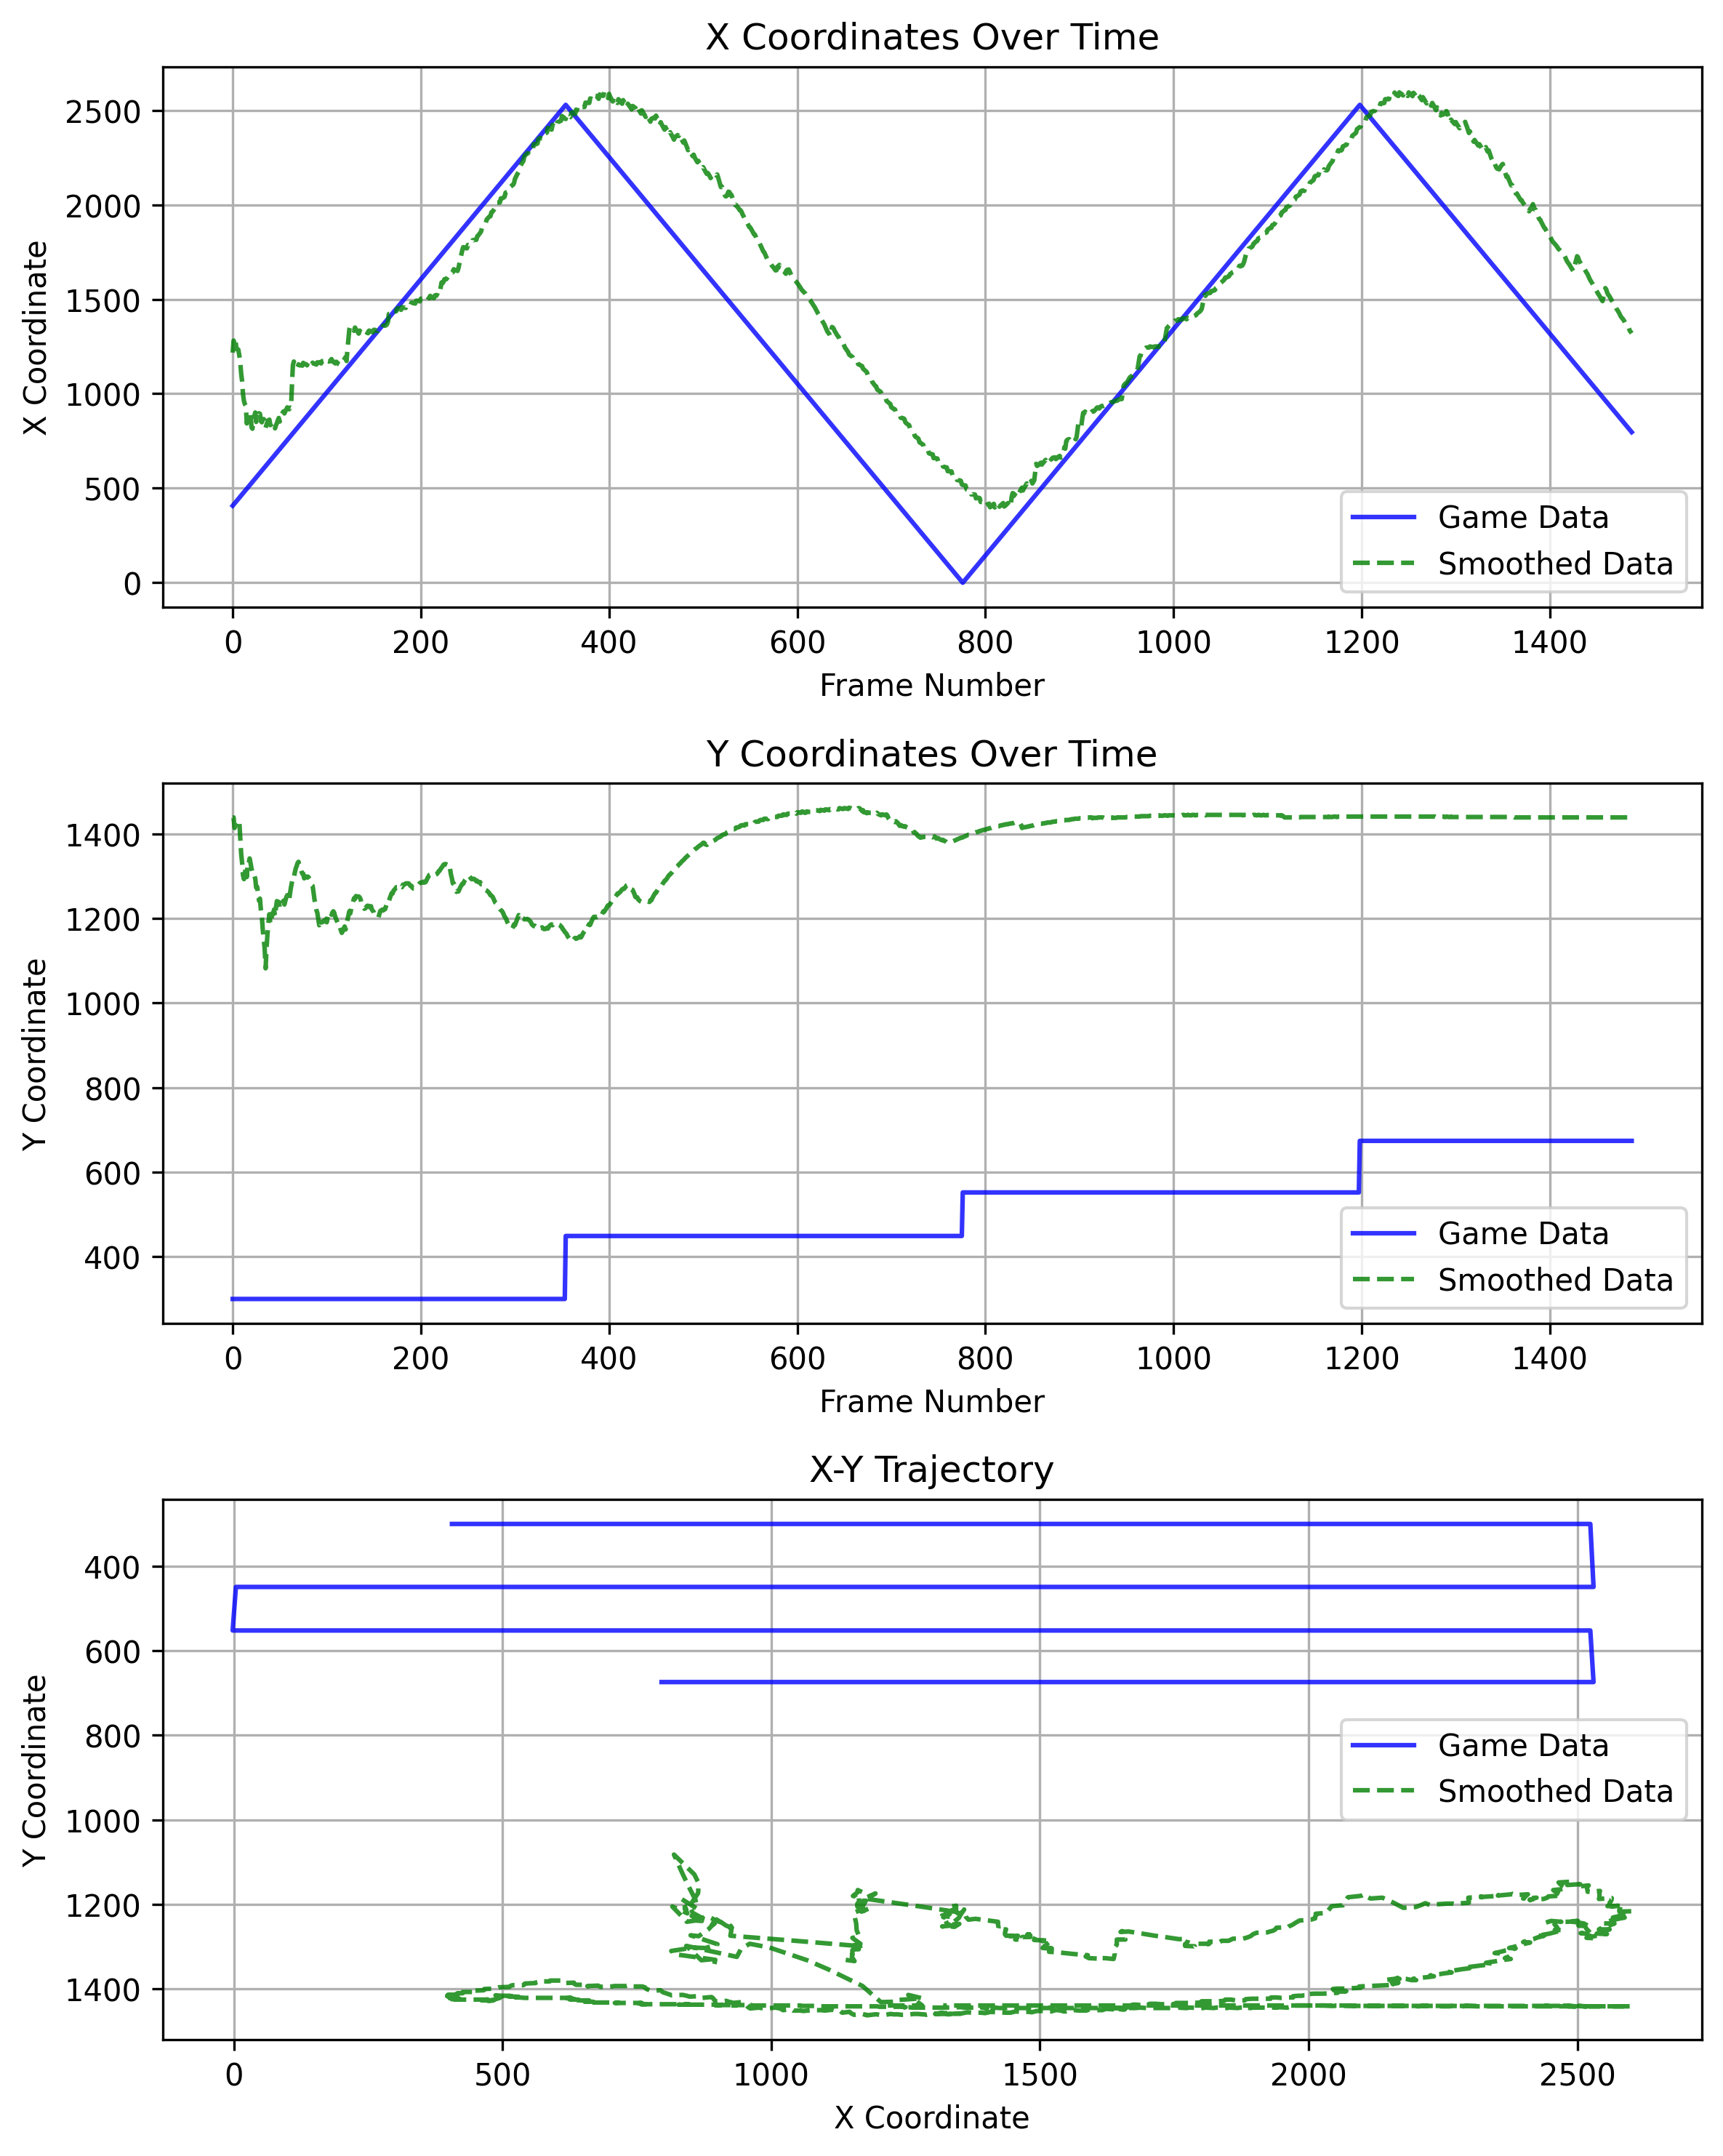 X Coordinates Over Time
X Coordinate
2500
2000
1500
1000
500
0
0 200 400 600 800 1000 1200 1400
Frame Number
Game Data
Smoothed Data
Y Coordinates Over Time
Y Coordinate
1400
1200
1000
800
600
400
0 200 400 600 800 1000 1200 1400
Frame Number
Game Data
Smoothed Data
X-Y Trajectory
Y Coordinate
400
600
800
1000
1200
1400
0 500 1000 1500 2000 2500
X Coordinate
Game Data
Smoothed Data